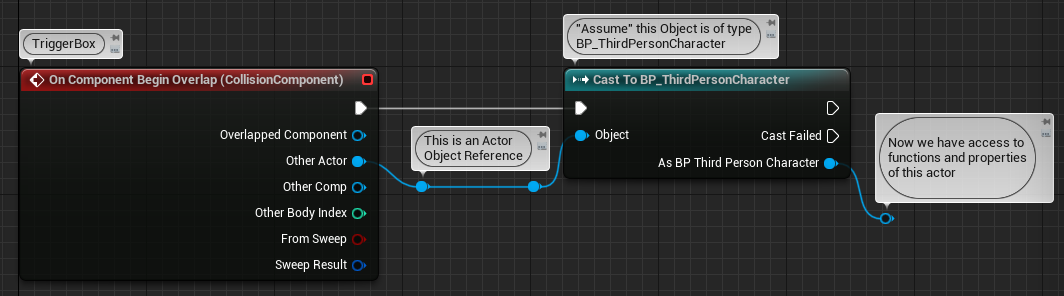 TriggerBox
"Assume" this Object is of type
BP_ThirdPersonCharacter
On Component Begin Overlap (CollisionComponent)
Cast To BP_ThirdPersonCharacter
Overlapped Component
Other Actor
Other Comp
Other Body Index
From Sweep
Sweep Result
This is an Actor
Object Reference
Object
Cast Failed
As BP Third Person Character
Now we have access to
functions and properties
of this actor